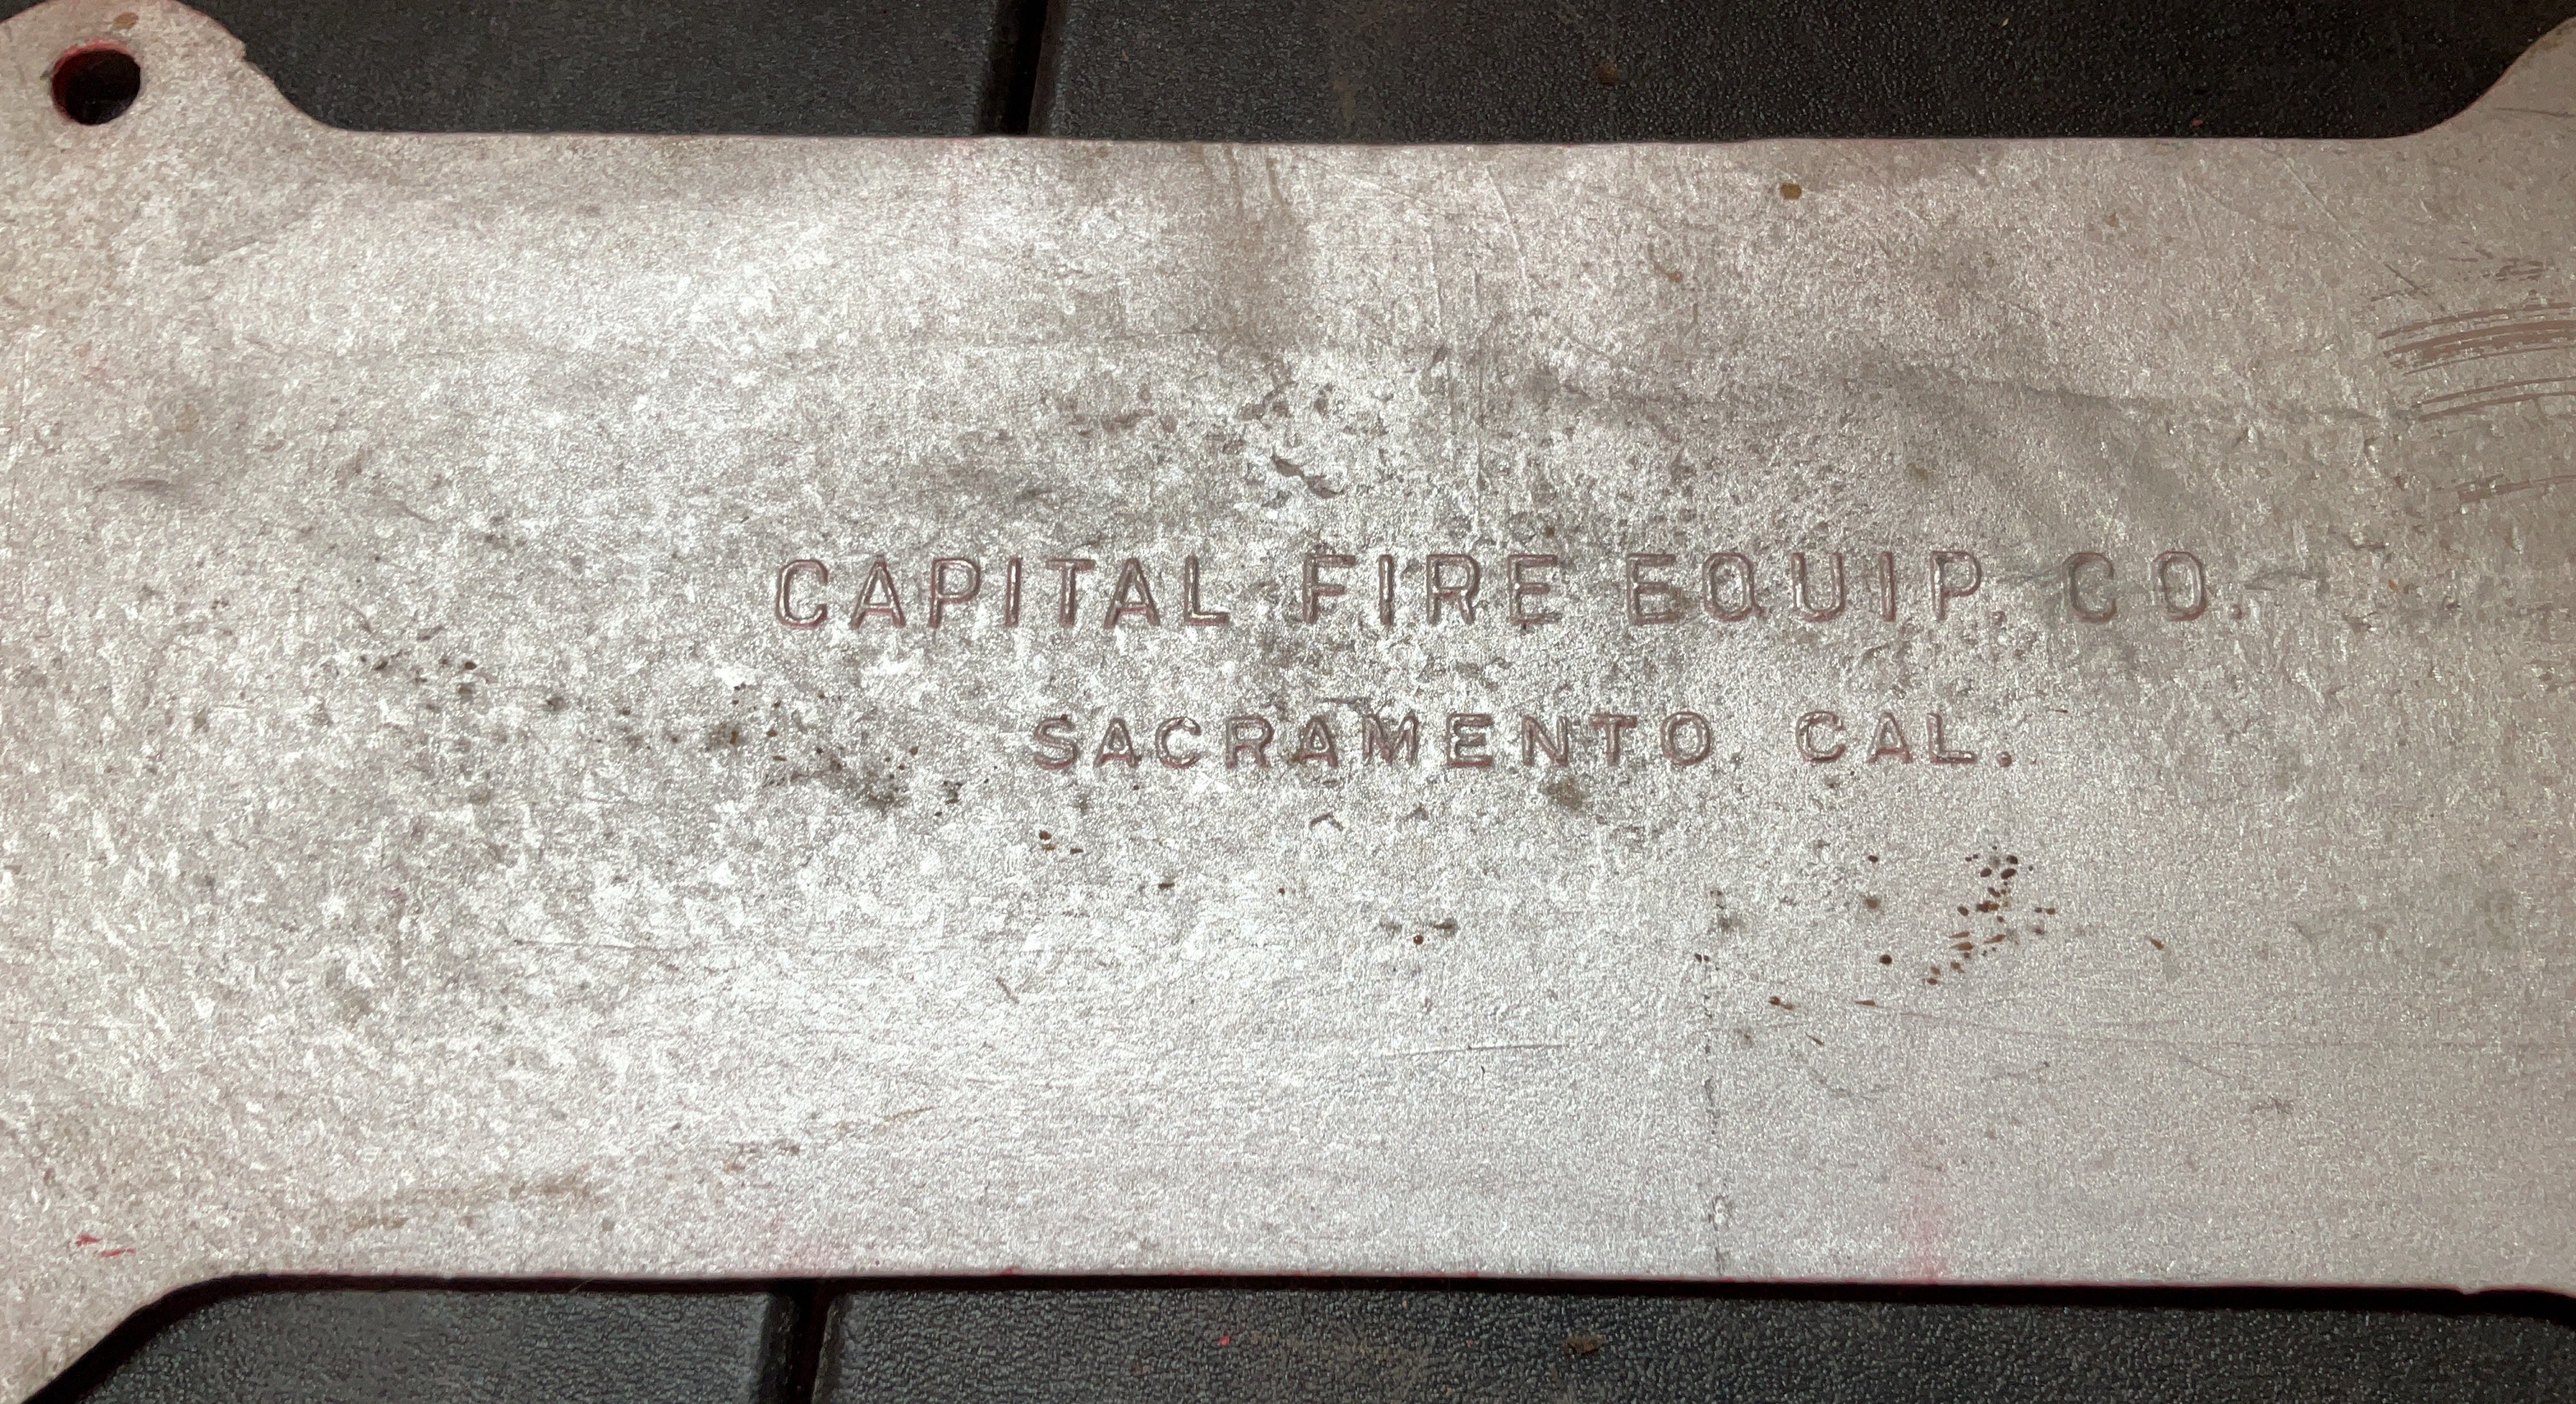 CAPITAL FIRE EQUIP CO.
SACRAMENTO. CAL.